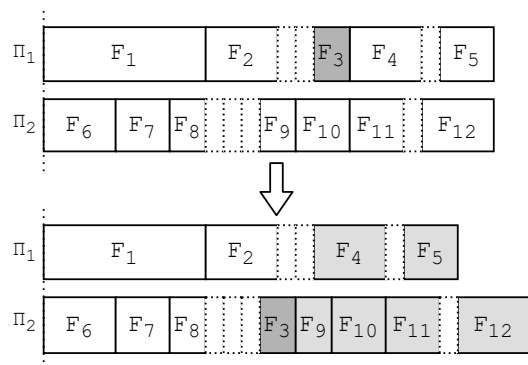 Π₁ F₁ F₂ F₃ F₄ F₅
Π₂ F₆ F₇ F₈ F₉ F₁₀ F₁₁ F₁₂
Π₁ F₁ F₂ F₄ F₅
Π₂ F₆ F₇ F₈ F₃ F₉ F₁₀ F₁₁ F₁₂